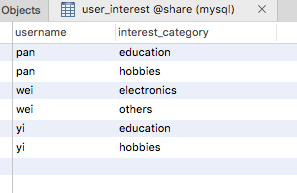 Objects user_interest @share (mysql)
username interest_category
pan education
pan hobbies
wei electronics
wei others
yi education
yi hobbies